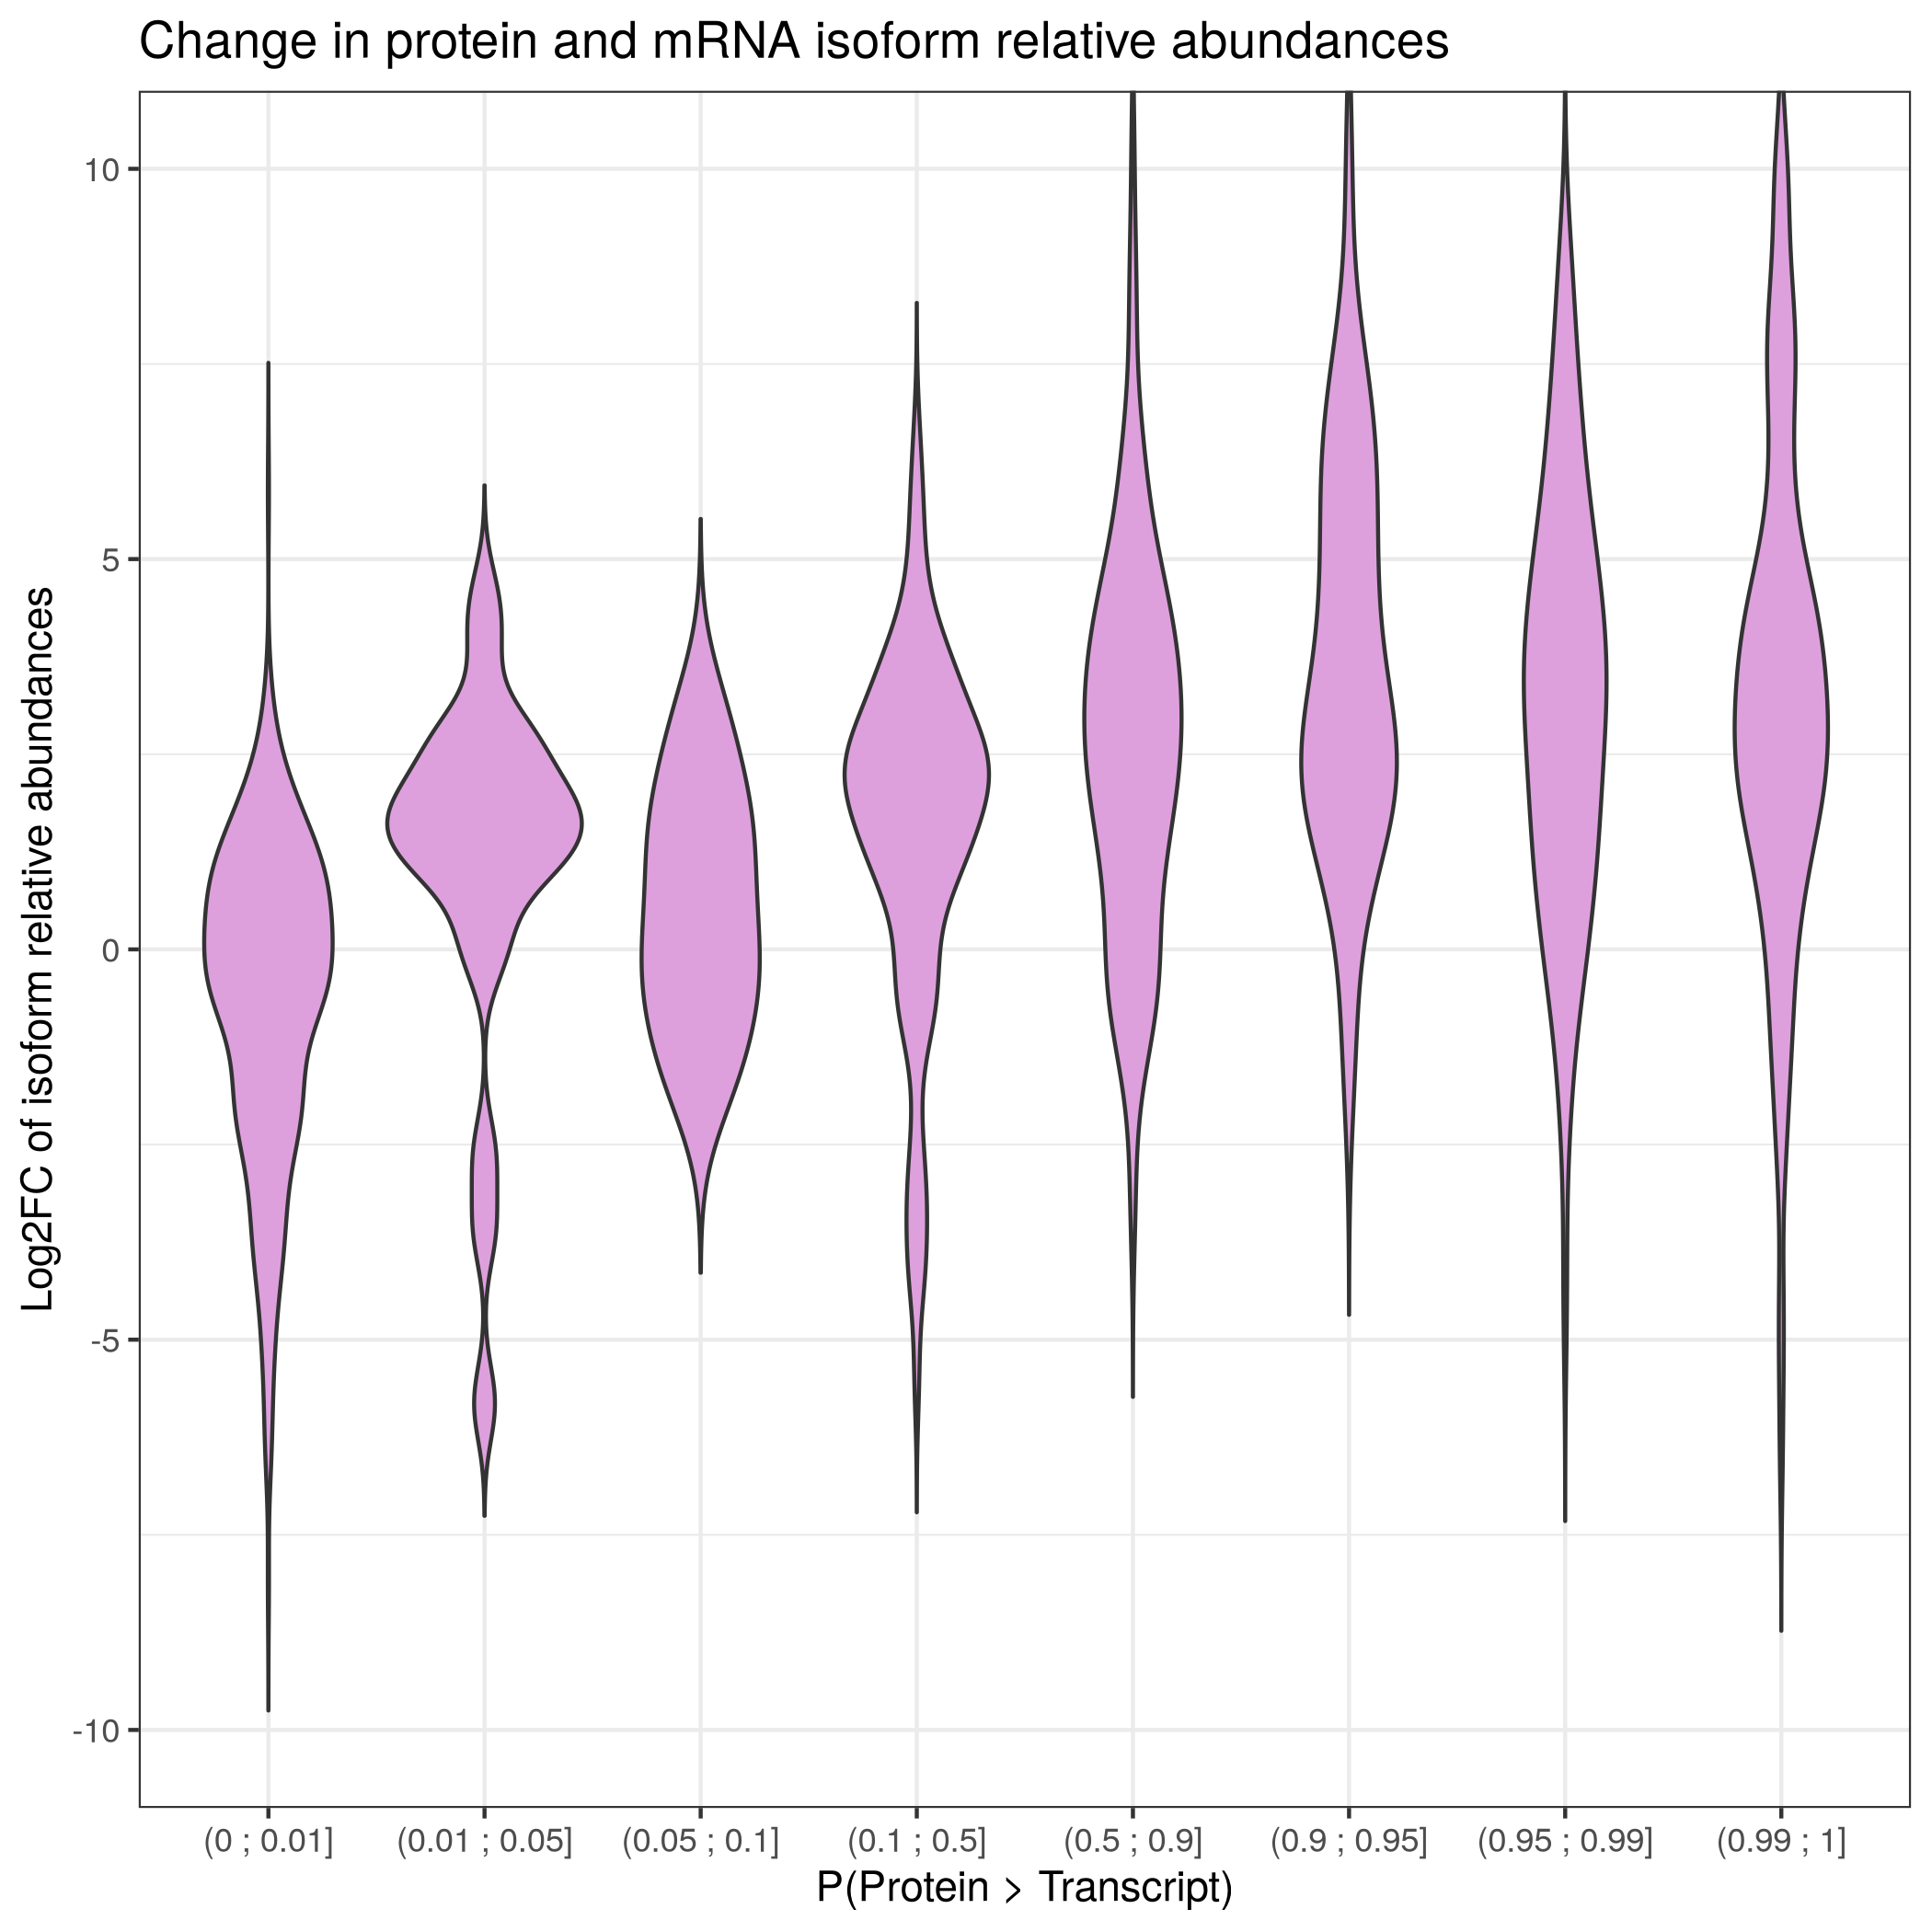 Change in protein and mRNA isoform relative abundances
Log2FC of isoform relative abundances
10
5
0
-5
-10
(0 ; 0.01]
(0.01 ; 0.05]
(0.05 ; 0.1]
(0.1 ; 0.5]
(0.5 ; 0.9]
(0.9 ; 0.95]
(0.95 ; 0.99]
(0.99 ; 1]
P(Protein > Transcript)